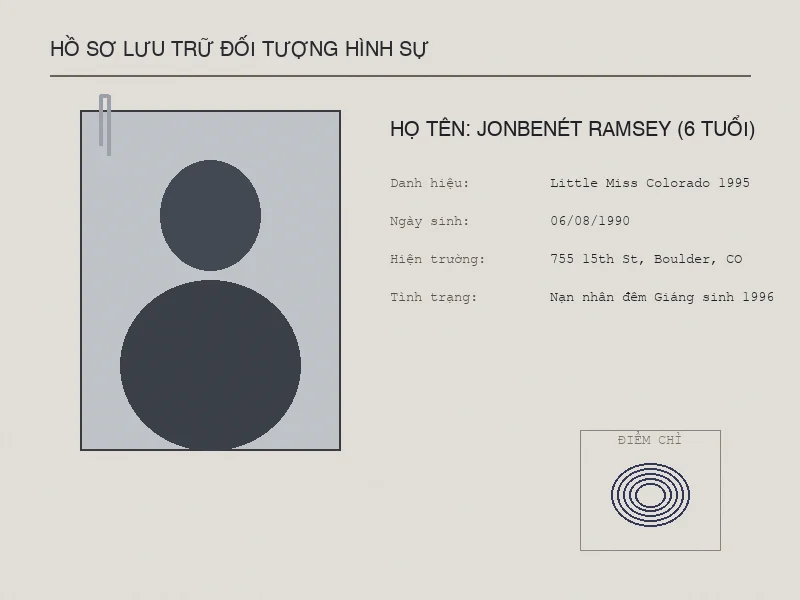 HỒ SƠ LƯU TRỮ ĐỐI TƯỢNG HÌNH SỰ
HỌ TÊN: JONBENÉT RAMSEY (6 TUỔI)
Danh hiệu: Little Miss Colorado 1995
Ngày sinh: 06/08/1990
Hiện trường: 755 15th St, Boulder, CO
Tình trạng: Nạn nhân đêm Giáng sinh 1996
ĐIỂM CHỈ